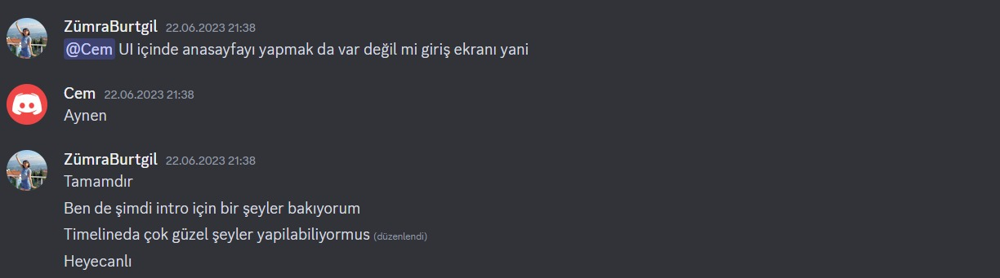 ZümraBurtgil 22.06.2023 21:38
@Cem UI içinde anasayfayı yapmak da var değil mi giriş ekranı yani
Cem 22.06.2023 21:38
Aynen
ZümraBurtgil 22.06.2023 21:38
Tamamdır
Ben de şimdi intro için bir şeyler bakıyorum
Timelineda çok güzel şeyler yapilabiliyormus (düzenlendi)
Heyecanlı